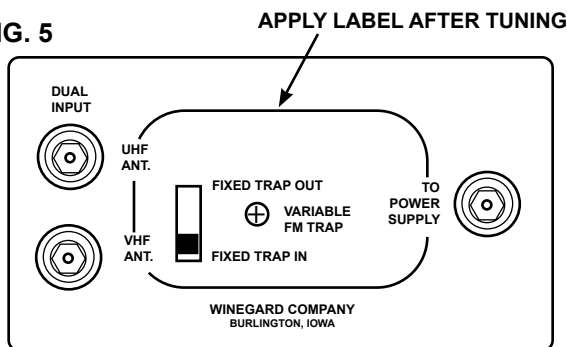 IG. 5
APPLY LABEL AFTER TUNING
DUAL
INPUT
UHF
ANT.
FIXED TRAP OUT
VARIABLE
FM TRAP
TO
POWER
SUPPLY
VHF
ANT.
FIXED TRAP IN
WINEGARD COMPANY
BURLINGTON, IOWA